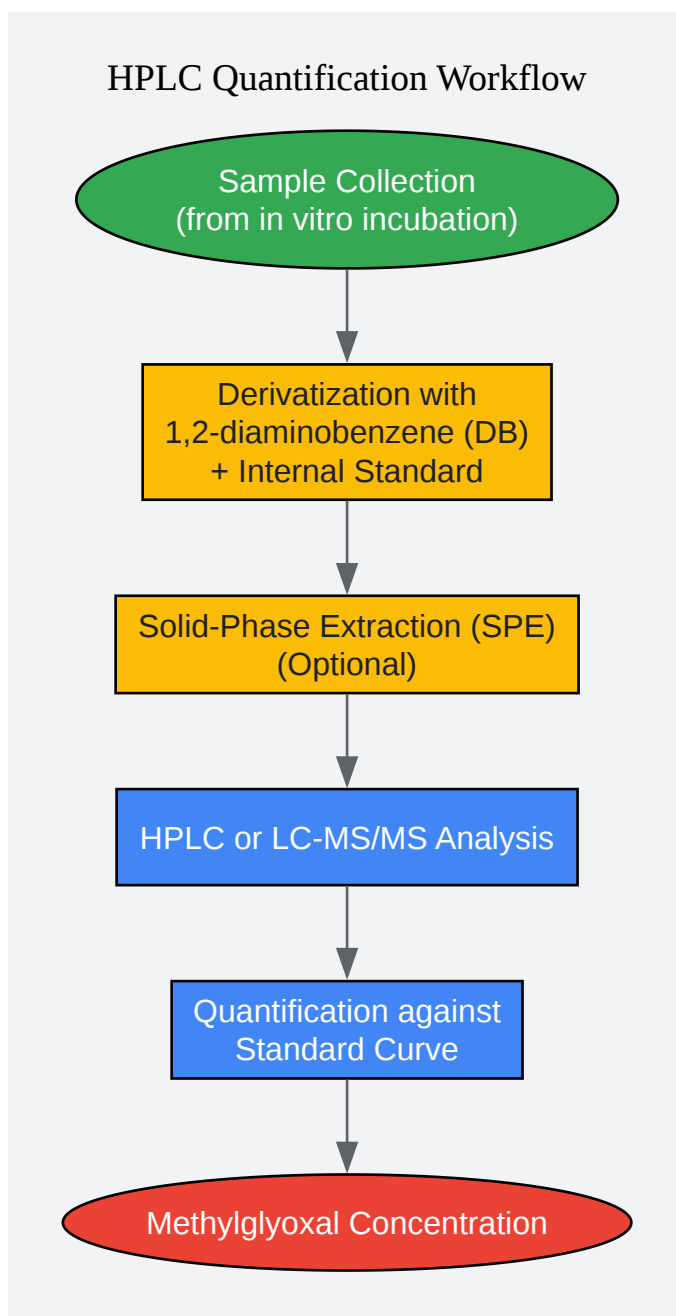 HPLC Quantification Workflow
Sample Collection
(from in vitro incubation)
Derivatization with
1,2-diaminobenzene (DB)
+ Internal Standard
Solid-Phase Extraction (SPE)
(Optional)
HPLC or LC-MS/MS Analysis
Quantification against
Standard Curve
Methylglyoxal Concentration